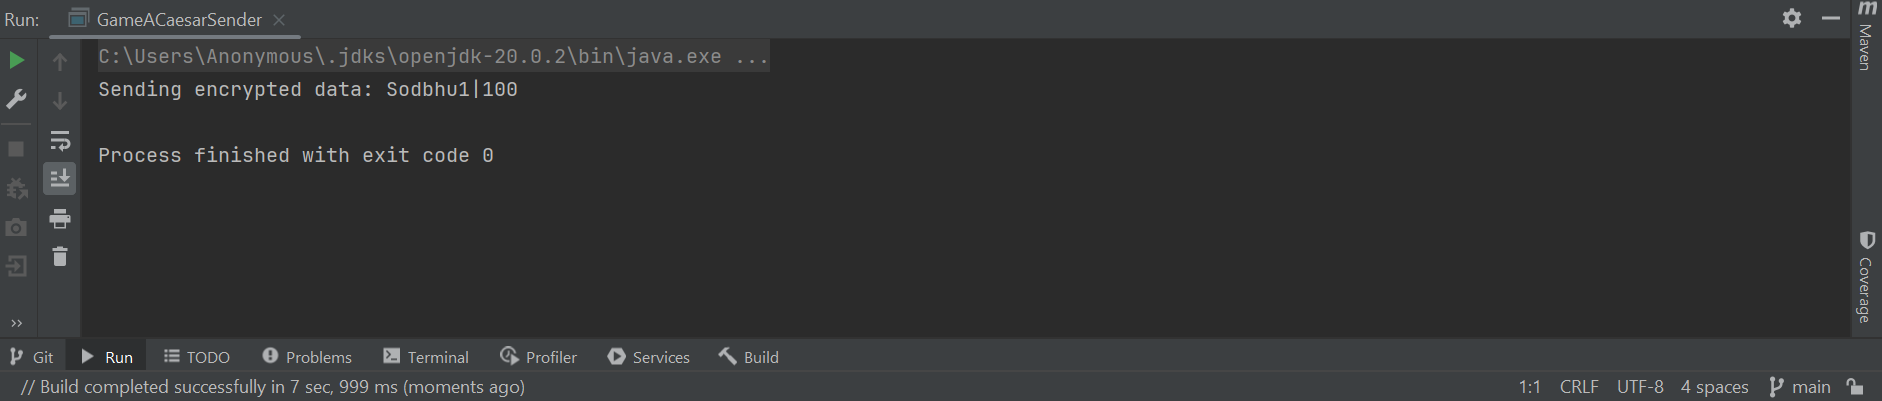 Run: GameACaesarSender
C:\Users\Anonymous\.jdks\openjdk-20.0.2\bin\java.exe ...
Sending encrypted data: Sodbhu1|100
Process finished with exit code 0
m Maven
Coverage
>>
Git Run TODO Problems Terminal Profiler Services Build
// Build completed successfully in 7 sec, 999 ms (moments ago) 1:1 CRLF UTF-8 4 spaces main